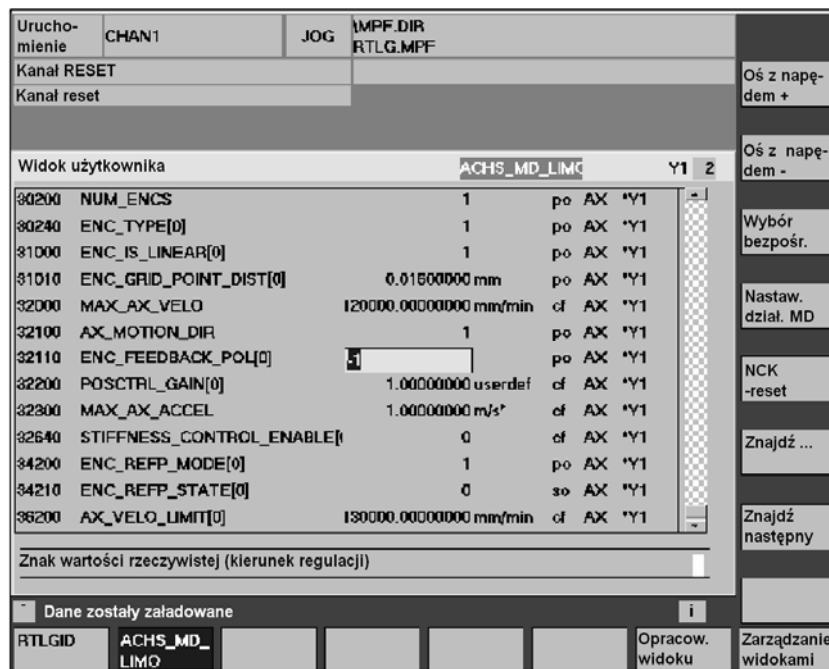 Urucho-
mienie
CHAN1
JOG
\MPF.DIR
RTLG.MPF
Kanał RESET
Kanał reset
Widok użytkownika ACHS_MD_LIMO Y1 2
30200 NUM_ENCS 1 po AX *Y1
30240 ENC_TYPE[0] 1 po AX *Y1
31000 ENC_IS_LINEAR[0] 1 po AX *Y1
31010 ENC_GRID_POINT_DIST[0] 0.01600000 mm po AX *Y1
32000 MAX_AX_VELO 120000.00000000 mm/min cf AX *Y1
32100 AX_MOTION_DIR 1 po AX *Y1
32110 ENC_FEEDBACK_POL[0] -1 po AX *Y1
32200 POSCTRL_GAIN[0] 1.00000000 userdef cf AX *Y1
32300 MAX_AX_ACCEL 1.00000000 m/s² cf AX *Y1
32640 STIFFNESS_CONTROL_ENABLE[ 0 cf AX *Y1
34200 ENC_REFP_MODE[0] 1 po AX *Y1
34210 ENC_REFP_STATE[0] 0 so AX *Y1
36200 AX_VELO_LIMIT[0] 130000.00000000 mm/min cf AX *Y1
Znak wartości rzeczywistej (kierunek regulacji)
Dane zostały załadowane i
RTLGID
ACHS_MD_
LIMO
Opracow.
widoku
Zarządzanie
widokami
Oś z napę-
dem +
Oś z napę-
dem -
Wybór
bezpośr.
Nastaw.
dział. MD
NCK
-reset
Znajdź ...
Znajdź
następny